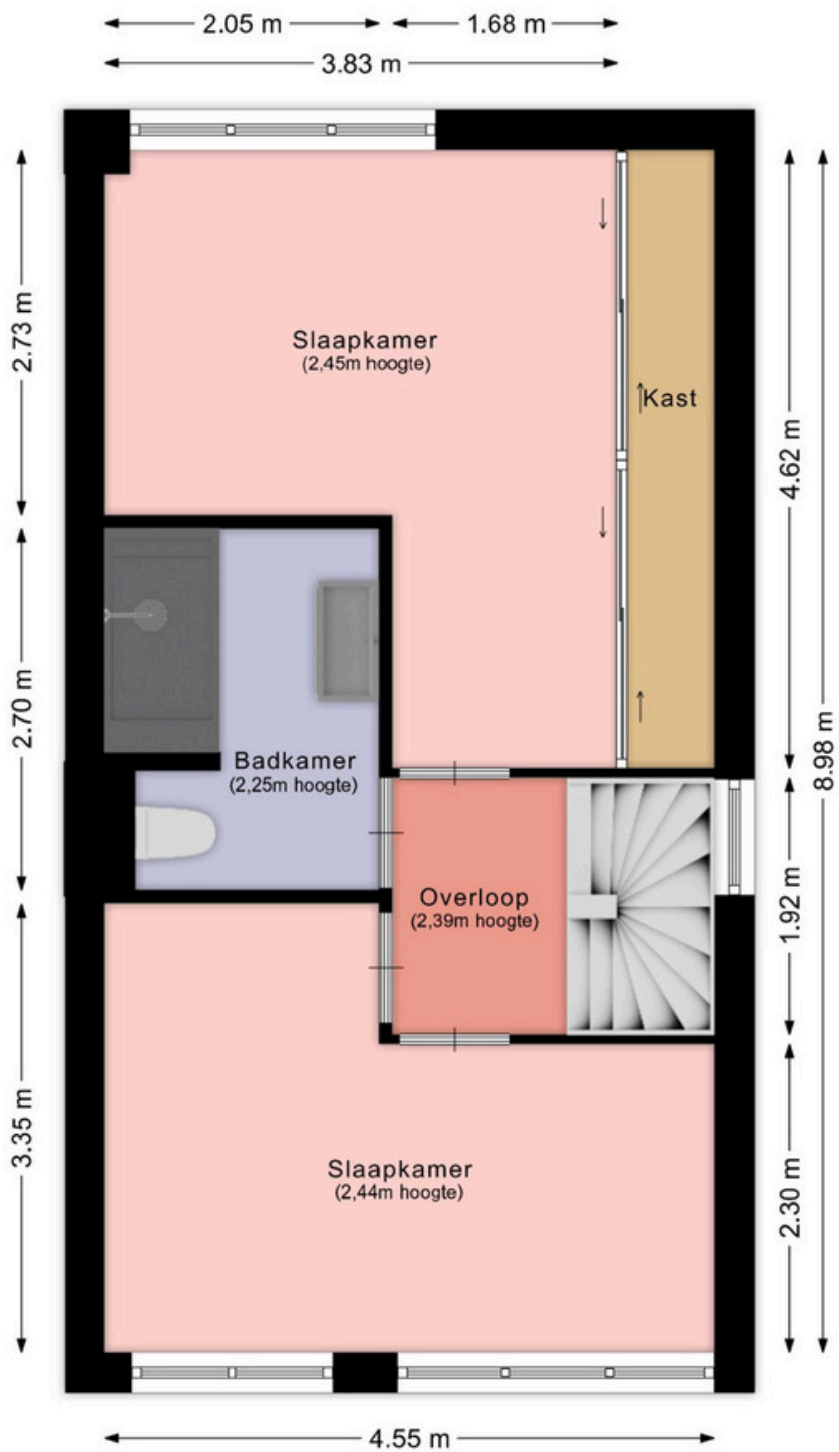 2.05 m
1.68 m
3.83 m
2.73 m
Slaapkamer
(2,45m hoogte)
Kast
4.62 m
8.98 m
2.70 m
Badkamer
(2,25m hoogte)
Overloop
(2,39m hoogte)
1.92 m
3.35 m
Slaapkamer
(2,44m hoogte)
2.30 m
4.55 m